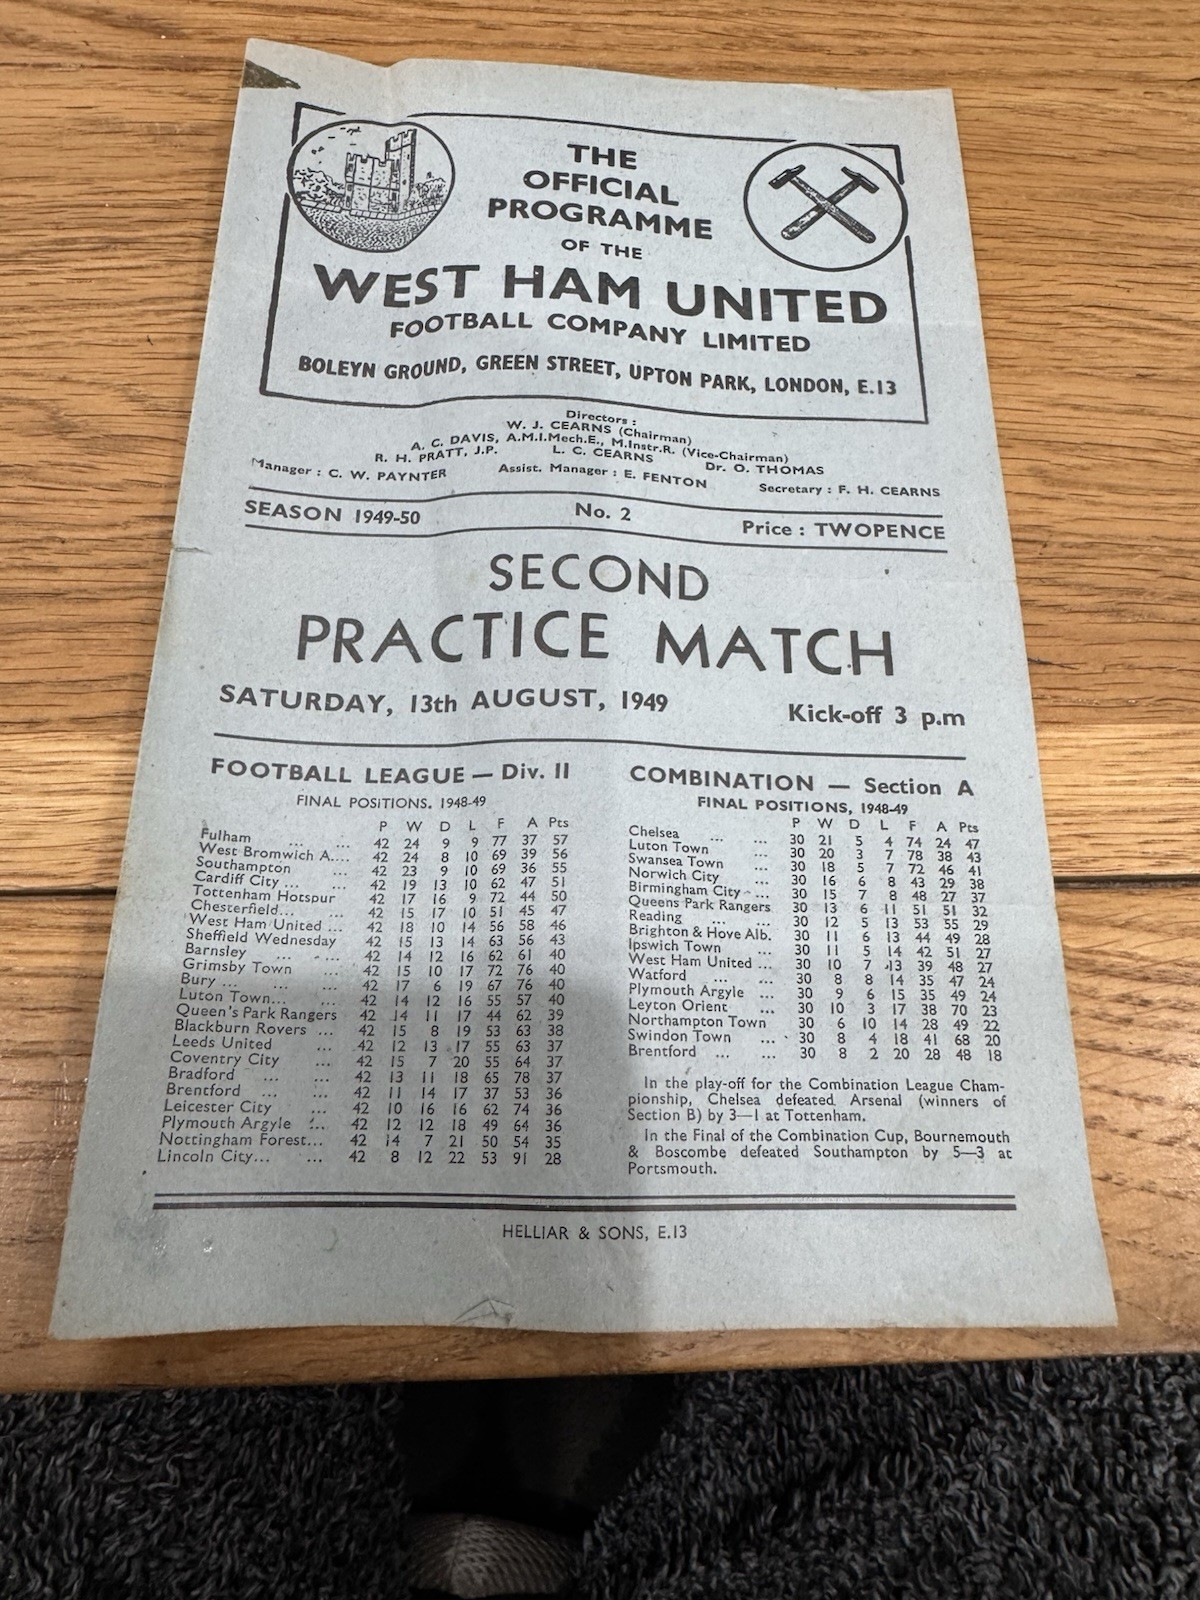 THE
OFFICIAL
PROGRAMME
OF THE
WEST HAM UNITED
FOOTBALL COMPANY LIMITED
BOLEYN GROUND, GREEN STREET, UPTON PARK, LONDON, E.13
Directors :
W. J. CEARNS (Chairman)
A. C. DAVIS, A.M.I.Mech.E., M.Instr.R. (Vice-Chairman)
R. H. PRATT, J.P. L. C. CEARNS Dr. O. THOMAS
Manager : C. W. PAYNTER Assist. Manager : E. FENTON Secretary : F. H. CEARNS
SEASON 1949-50 No. 2 Price : TWOPENCE
SECOND
PRACTICE MATCH
SATURDAY, 13th AUGUST, 1949 Kick-off 3 p.m
FOOTBALL LEAGUE — Div. II
FINAL POSITIONS. 1948-49
P W D L F A Pts
Fulham ... ... 42 24 9 9 77 37 57
West Bromwich A.... 42 24 8 10 69 39 56
Southampton ... 42 23 9 10 69 36 55
Cardiff City ... ... 42 19 13 10 62 47 51
Tottenham Hotspur 42 17 16 9 72 44 50
Chesterfield... ... 42 15 17 10 51 45 47
West Ham United ... 42 18 10 14 56 58 46
Sheffield Wednesday 42 15 13 14 63 56 43
Barnsley ... ... 42 14 12 16 62 61 40
Grimsby Town ... 42 15 10 17 72 76 40
Bury ... ... ... 42 17 6 19 67 76 40
Luton Town... ... 42 14 12 16 55 57 40
Queen's Park Rangers 42 14 11 17 44 62 39
Blackburn Rovers ... 42 15 8 19 53 63 38
Leeds United ... 42 12 13 17 55 63 37
Coventry City ... 42 15 7 20 55 64 37
Bradford ... ... 42 13 11 18 65 78 37
Brentford ... ... 42 11 14 17 37 53 36
Leicester City ... 42 10 16 16 62 74 36
Plymouth Argyle ... 42 12 12 18 49 64 36
Nottingham Forest... 42 14 7 21 50 54 35
Lincoln City... ... 42 8 12 22 53 91 28
COMBINATION — Section A
FINAL POSITIONS, 1948-49
P W D L F A Pts
Chelsea ... ... 30 21 5 4 74 24 47
Luton Town ... 30 20 3 7 78 38 43
Swansea Town ... 30 18 5 7 72 46 41
Norwich City ... 30 16 6 8 43 29 38
Birmingham City ... 30 15 7 8 48 27 37
Queens Park Rangers 30 13 6 11 51 51 32
Reading ... ... 30 12 5 13 53 55 29
Brighton & Hove Alb. 30 11 6 13 44 49 28
Ipswich Town ... 30 11 5 14 42 51 27
West Ham United ... 30 10 7 13 39 48 27
Watford ... ... 30 8 8 14 35 47 24
Plymouth Argyle ... 30 9 6 15 35 49 24
Leyton Orient ... 30 10 3 17 38 70 23
Northampton Town 30 6 10 14 28 49 22
Swindon Town ... 30 8 4 18 41 68 20
Brentford ... ... 30 8 2 20 28 48 18
In the play-off for the Combination League Cham-
pionship, Chelsea defeated Arsenal (winners of
Section B) by 3—1 at Tottenham.
In the Final of the Combination Cup, Bournemouth
& Boscombe defeated Southampton by 5—3 at
Portsmouth.
HELLIAR & SONS, E.13